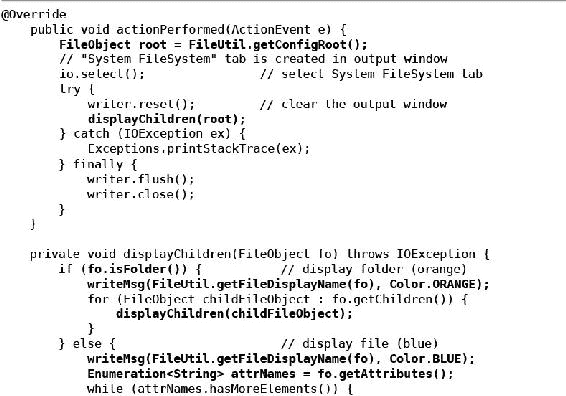 @Override
    public void actionPerformed(ActionEvent e) {
        FileObject root = FileUtil.getConfigRoot();
        // "System FileSystem" tab is created in output window
        io.select();                // select System FileSystem tab
        try {
            writer.reset();         // clear the output window
            displayChildren(root);
        } catch (IOException ex) {
            Exceptions.printStackTrace(ex);
        } finally {
            writer.flush();
            writer.close();
        }
    }

    private void displayChildren(FileObject fo) throws IOException {
        if (fo.isFolder()) {           // display folder (orange)
            writeMsg(FileUtil.getFileDisplayName(fo), Color.ORANGE);
            for (FileObject childFileObject : fo.getChildren()) {
                displayChildren(childFileObject);
            }
        } else {                       // display file (blue)
            writeMsg(FileUtil.getFileDisplayName(fo), Color.BLUE);
            Enumeration<String> attrNames = fo.getAttributes();
            while (attrNames.hasMoreElements()) {